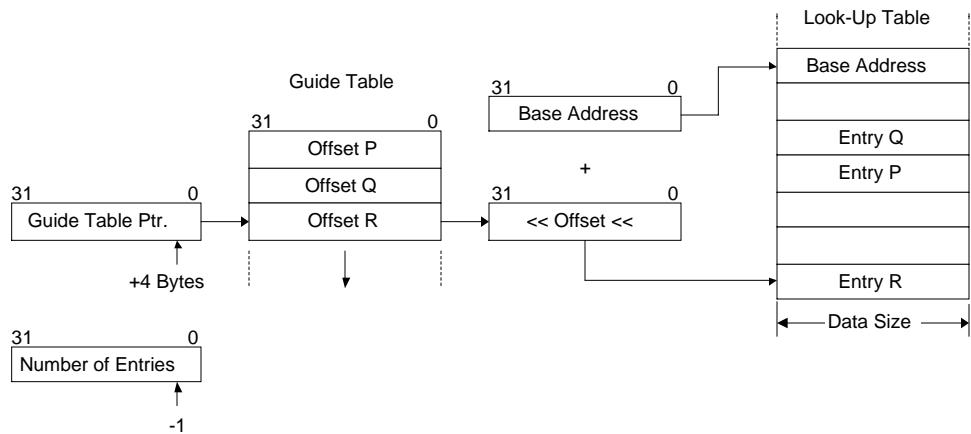 Look-Up Table
Base Address
Guide Table
31 0
Base Address
31 0
Offset P
Entry Q
+
Entry P
Offset Q
31 0
31 0
Guide Table Ptr.
Offset R
<< Offset <<
+4 Bytes
Entry R
Data Size
31 0
Number of Entries
-1